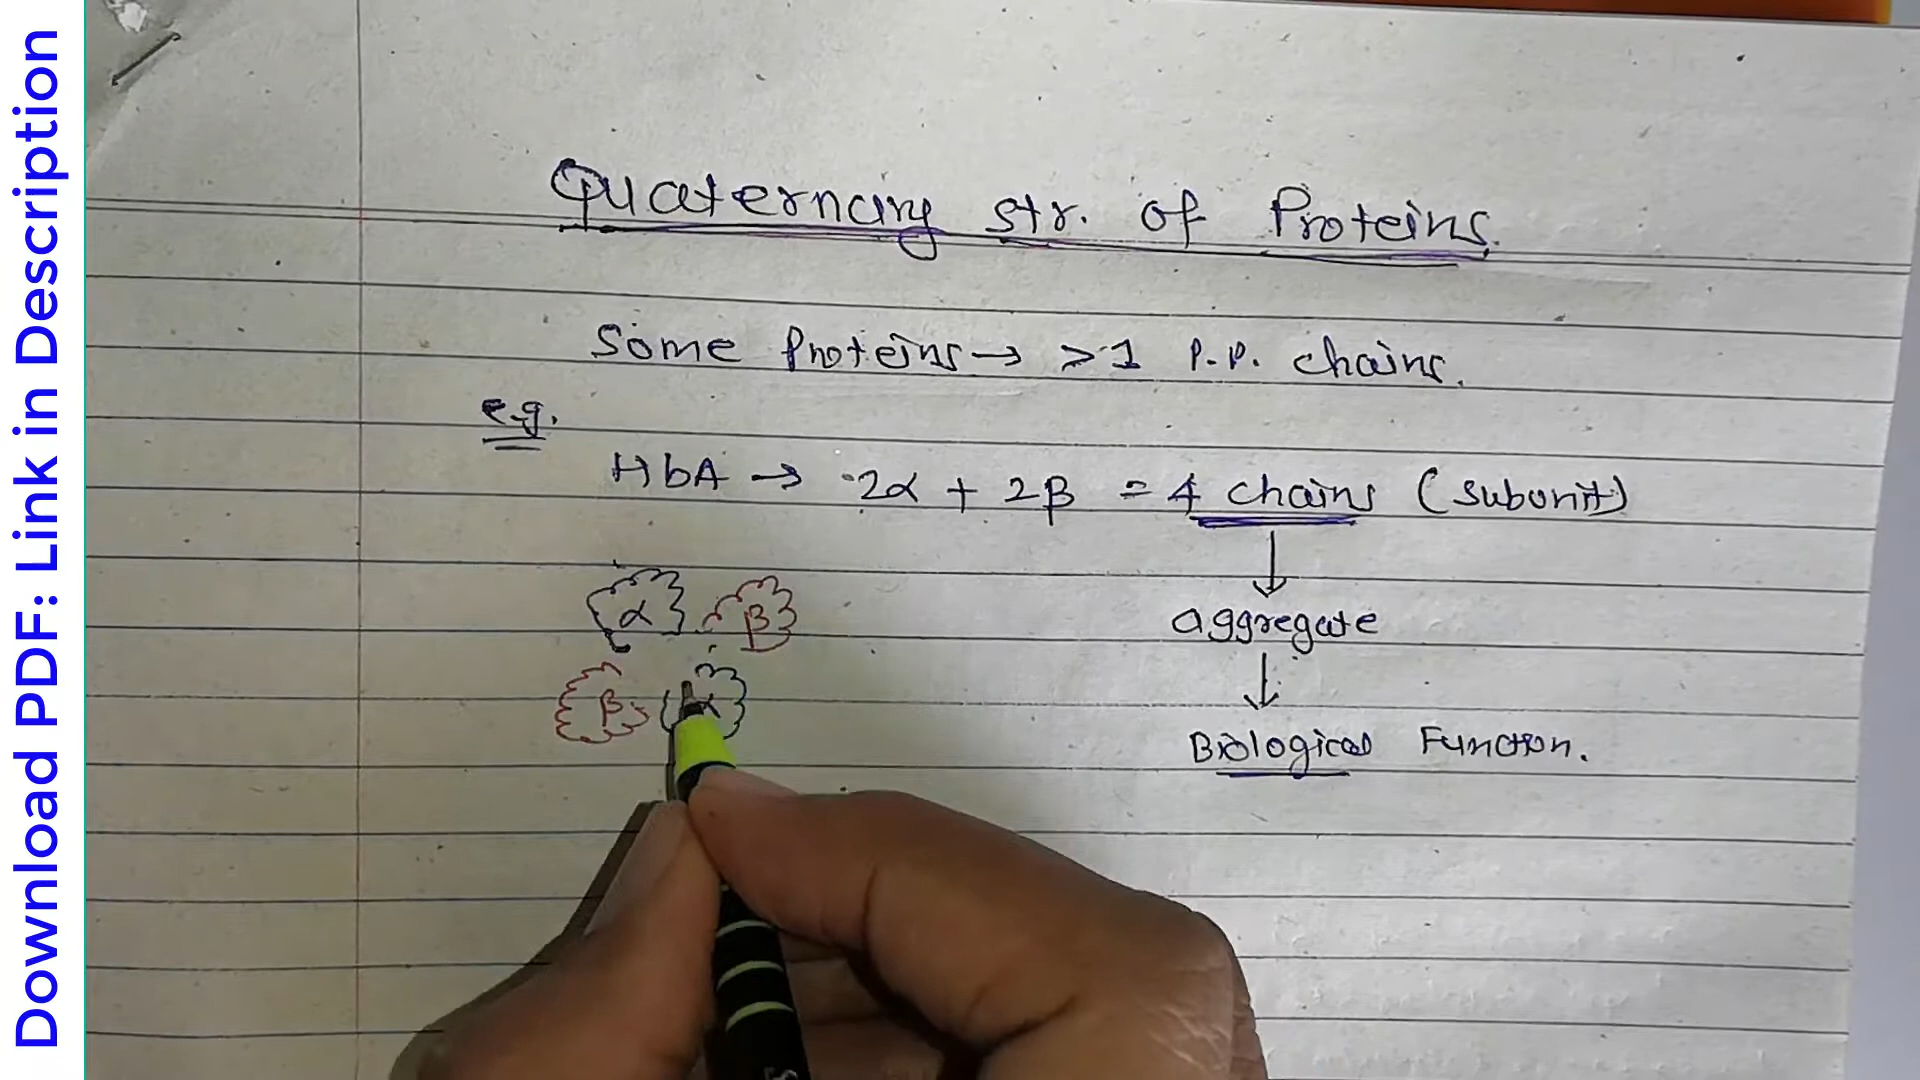 Download PDF: Link in Description
Quaternary str. of Proteins.
Some Proteins → >1 P.P. chains.
e.g.
HbA → 2α + 2β = 4 chains (subunit)
↓
α β
aggregate
β α
↓
Biological Function.